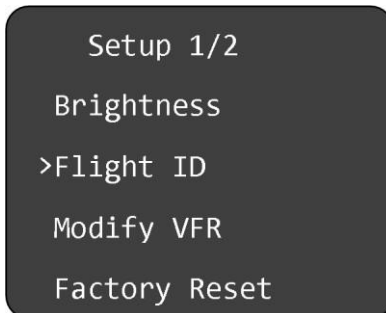 Setup 1/2
Brightness
>Flight ID
Modify VFR
Factory Reset